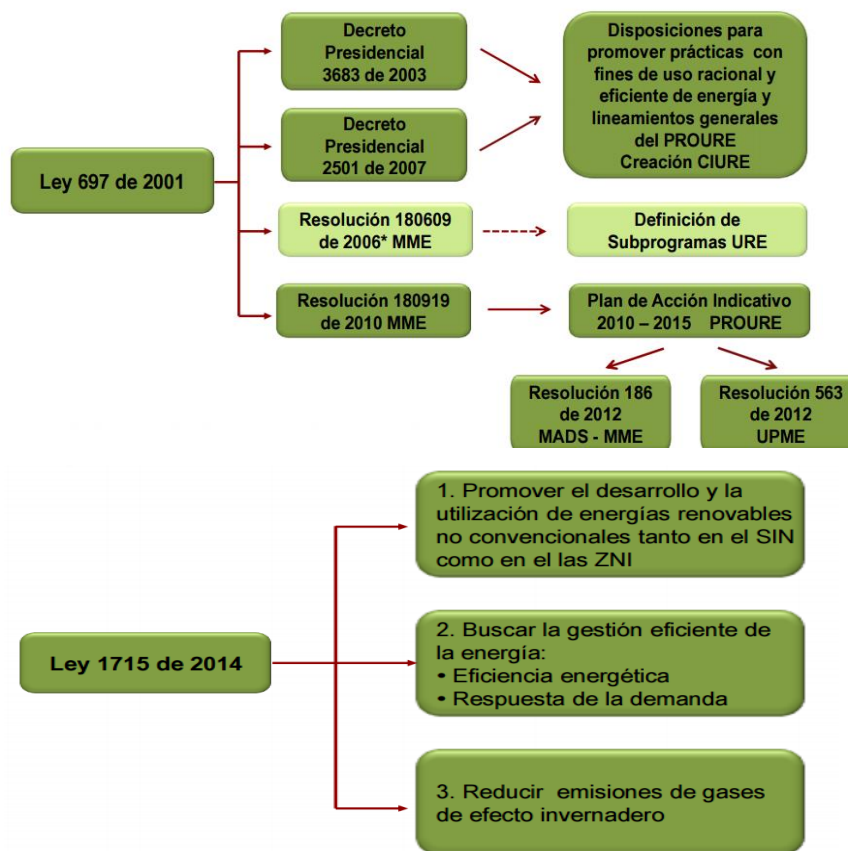 Decreto
Presidencial
3683 de 2003
Disposiciones para
promover prácticas con
fines de uso racional y
eficiente de energía y
lineamientos generales
del PROURE
Creación CIURE
Ley 697 de 2001
Decreto
Presidencial
2501 de 2007
Resolución 180609
de 2006* MME
Definición de
Subprogramas URE
Resolución 180919
de 2010 MME
Plan de Acción Indicativo
2010 – 2015 PROURE
Resolución 186
de 2012
MADS - MME
Resolución 563
de 2012
UPME
Ley 1715 de 2014
1. Promover el desarrollo y la
utilización de energías renovables
no convencionales tanto en el SIN
como en el las ZNI
2. Buscar la gestión eficiente de
la energía:
• Eficiencia energética
• Respuesta de la demanda
3. Reducir emisiones de gases
de efecto invernadero